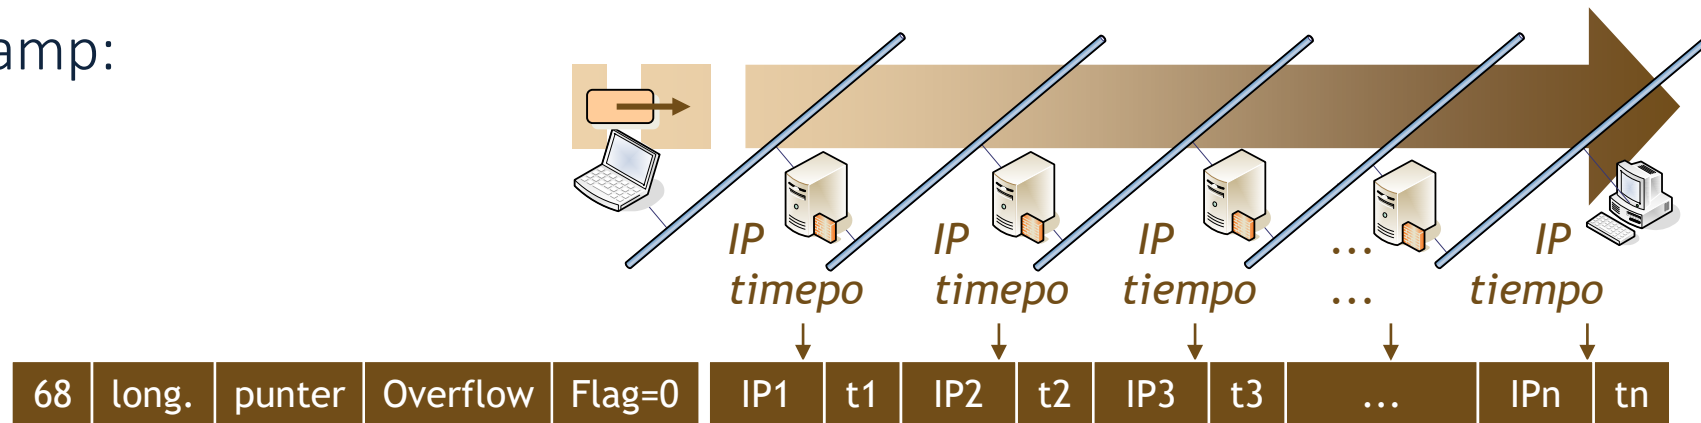 amp:
IP IP IP ... IP
timepo timepo tiempo ... tiempo
68 long. punter Overflow Flag=0 IP1 t1 IP2 t2 IP3 t3 ... IPn tn